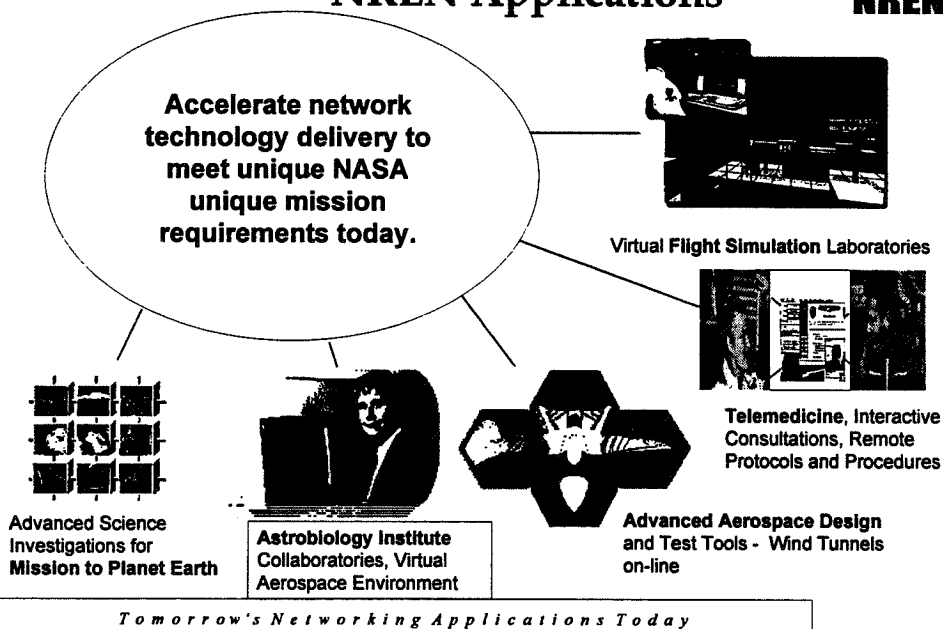 NREN Applications
NREN
Accelerate network
technology delivery to
meet unique NASA
unique mission
requirements today.
Virtual Flight Simulation Laboratories
Telemedicine, Interactive
Consultations, Remote
Protocols and Procedures
Advanced Aerospace Design
and Test Tools - Wind Tunnels
on-line
Astrobiology Institute
Collaboratories, Virtual
Aerospace Environment
Advanced Science
Investigations for
Mission to Planet Earth
Tomorrow's Networking Applications Today